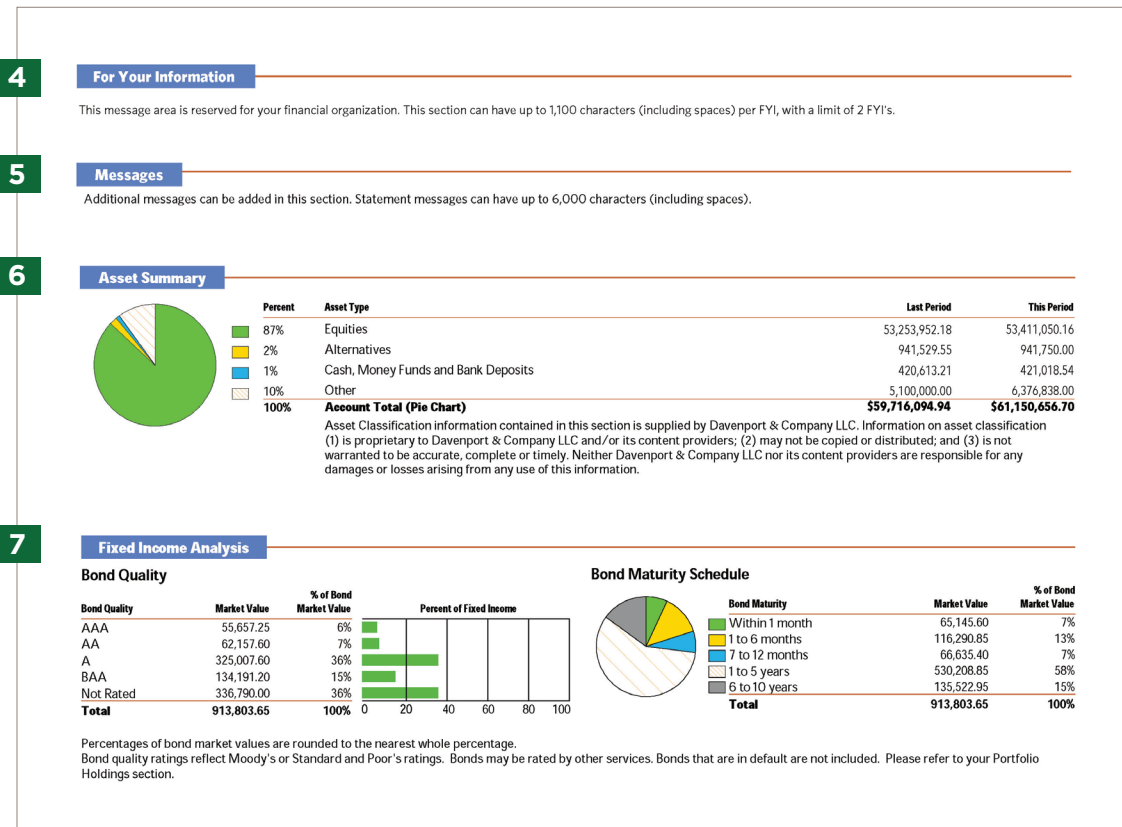 4
For Your Information
This message area is reserved for your financial organization. This section can have up to 1,100 characters (including spaces) per FYI, with a limit of 2 FYI's.
5
Messages
Additional messages can be added in this section. Statement messages can have up to 6,000 characters (including spaces).
6
Asset Summary
Percent Asset Type Last Period This Period
87% Equities 53,253,952.18 53,411,050.16
2% Alternatives 941,529.55 941,750.00
1% Cash, Money Funds and Bank Deposits 420,613.21 421,018.54
10% Other 5,100,000.00 6,376,838.00
100% Account Total (Pie Chart) $59,716,094.94 $61,150,656.70
Asset Classification information contained in this section is supplied by Davenport & Company LLC. Information on asset classification
(1) is proprietary to Davenport & Company LLC and/or its content providers; (2) may not be copied or distributed; and (3) is not
warranted to be accurate, complete or timely. Neither Davenport & Company LLC nor its content providers are responsible for any
damages or losses arising from any use of this information.
7
Fixed Income Analysis
Bond Quality
% of Bond
Bond Quality Market Value Market Value Percent of Fixed Income
AAA 55,657.25 6%
AA 62,157.60 7%
A 325,007.60 36%
BAA 134,191.20 15%
Not Rated 336,790.00 36%
Total 913,803.65 100% 0 20 40 60 80 100
Bond Maturity Schedule
% of Bond
Bond Maturity Market Value Market Value
Within 1 month 65,145.60 7%
1 to 6 months 116,290.85 13%
7 to 12 months 66,635.40 7%
1 to 5 years 530,208.85 58%
6 to 10 years 135,522.95 15%
Total 913,803.65 100%
Percentages of bond market values are rounded to the nearest whole percentage.
Bond quality ratings reflect Moody's or Standard and Poor's ratings. Bonds may be rated by other services. Bonds that are in default are not included. Please refer to your Portfolio
Holdings section.